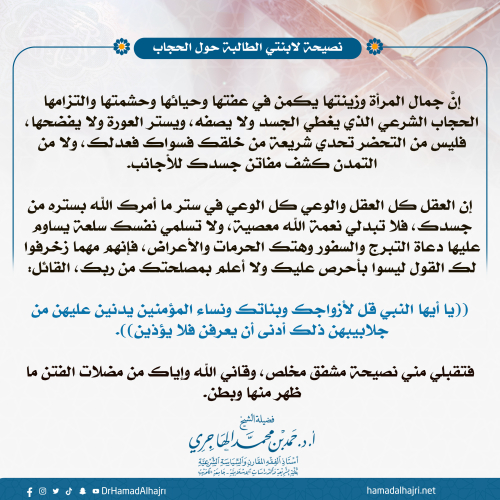 نصيحة لابنتي الطالبة حول الحجاب
إنَّ جمال المرأة وزينتها يكمن في عفتها وحيائها وحشمتها والتزامها
الحجاب الشرعي الذي يغطي الجسد ولا يصفه، ويستر العورة ولا يفضحها،
فليس من التحضر تحدي شريعة من خلقك فسواك فعدلك، ولا من
التمدن كشف مفاتن جسدك للأجانب.
إن العقل كل العقل والوعي كل الوعي في ستر ما أمرك الله بستره من
جسدك، فلا تبدلي نعمة الله معصية، ولا تسلمي نفسك سلعة يساوم
عليها دعاة التبرج والسفور وهتك الحرمات والأعراض، فإنهم مهما زخرفوا
لك القول ليسوا بأحرص عليك ولا أعلم بمصلحتك من ربك، القائل:
((يا أيها النبي قل لأزواجك وبناتك ونساء المؤمنين يدنين عليهن من
جلابيبهن ذلك أدنى أن يعرفن فلا يؤذين)).
فتقبلي مني نصيحة مشفق مخلص، وقاني الله وإياك من مضلات الفتن ما
ظهر منها وبطن.
فضيلة الشيخ
أ.د. حمد بن محمد الهاجري
أستاذ الفقه المقارن والسياسة الشرعية
DrHamadAlhajri
hamadalhajri.net